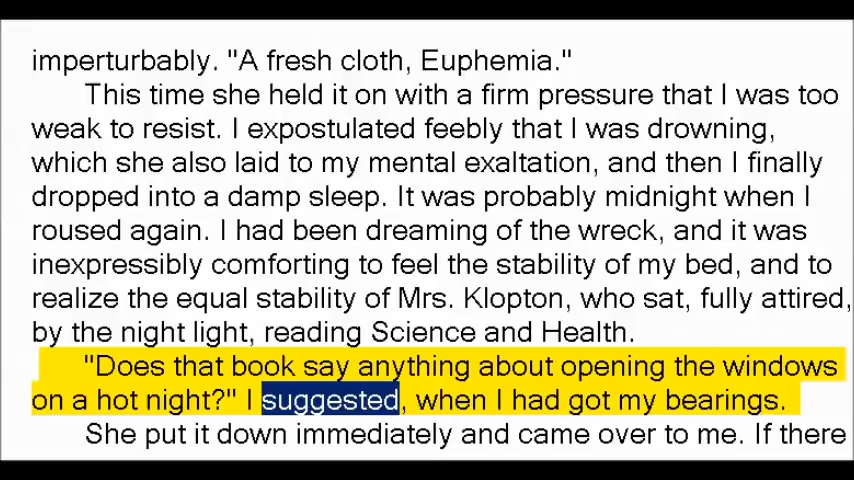 imperturbably. "A fresh cloth, Euphemia."
This time she held it on with a firm pressure that I was too
weak to resist. I expostulated feebly that I was drowning,
which she also laid to my mental exaltation, and then I finally
dropped into a damp sleep. It was probably midnight when I
roused again. I had been dreaming of the wreck, and it was
inexpressibly comforting to feel the stability of my bed, and to
realize the equal stability of Mrs. Klopton, who sat, fully attired,
by the night light, reading Science and Health.
"Does that book say anything about opening the windows
on a hot night?" I suggested, when I had got my bearings.
She put it down immediately and came over to me. If there